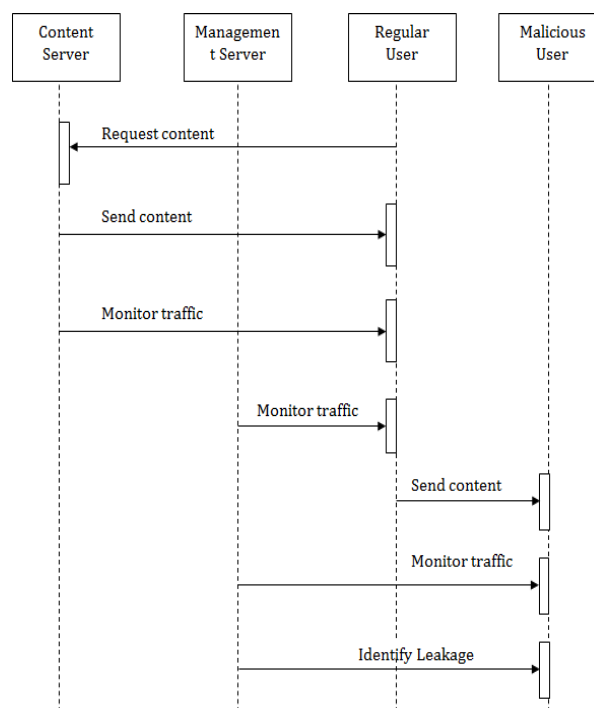 Content
Server
Managemen
t Server
Regular
User
Malicious
User
Request content
Send content
Monitor traffic
Monitor traffic
Send content
Monitor traffic
Identify Leakage